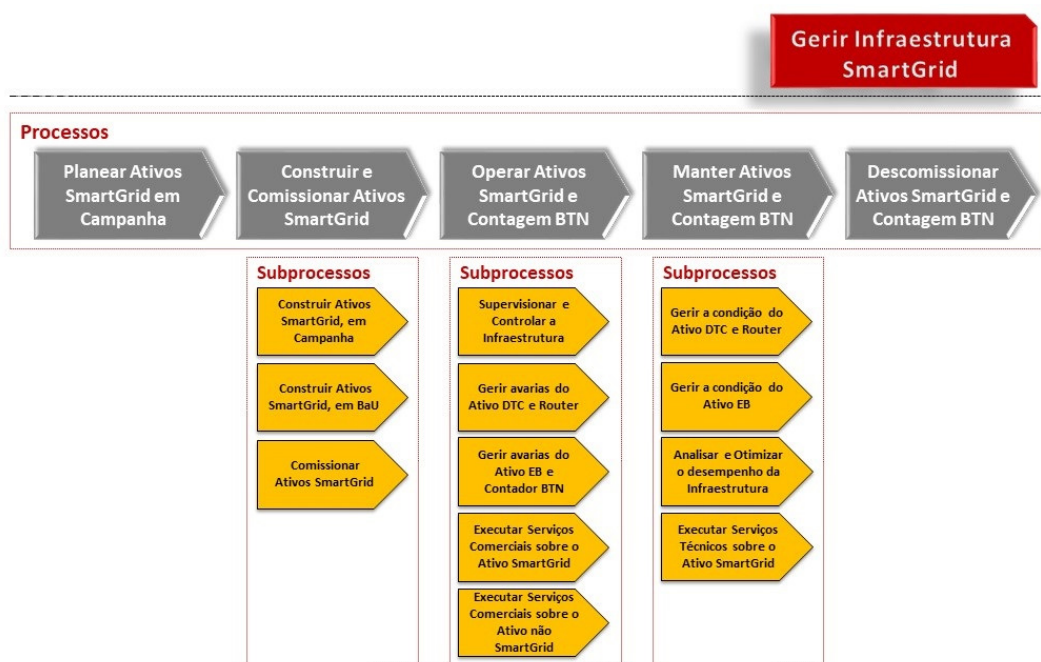 Gerir Infraestrutura
SmartGrid
Processos
Planear Ativos
SmartGrid em
Campanha
Construir e
Comissionar Ativos
SmartGrid
Operar Ativos
SmartGrid e
Contagem BTN
Manter Ativos
SmartGrid e
Contagem BTN
Descomissionar
Ativos SmartGrid e
Contagem BTN
Subprocessos
Construir Ativos
SmartGrid, em
Campanha
Construir Ativos
SmartGrid, em BaU
Comissionar
Ativos SmartGrid
Subprocessos
Supervisionar e
Controlar a
Infraestrutura
Gerir avarias do
Ativo DTC e Router
Gerir avarias do
Ativo EB e
Contador BTN
Executar Serviços
Comerciais sobre o
Ativo SmartGrid
Executar Serviços
Comerciais sobre o
Ativo não
SmartGrid
Subprocessos
Gerir a condição do
Ativo DTC e Router
Gerir a condição do
Ativo EB
Analisar e Otimizar
o desempenho da
Infraestrutura
Executar Serviços
Técnicos sobre o
Ativo SmartGrid